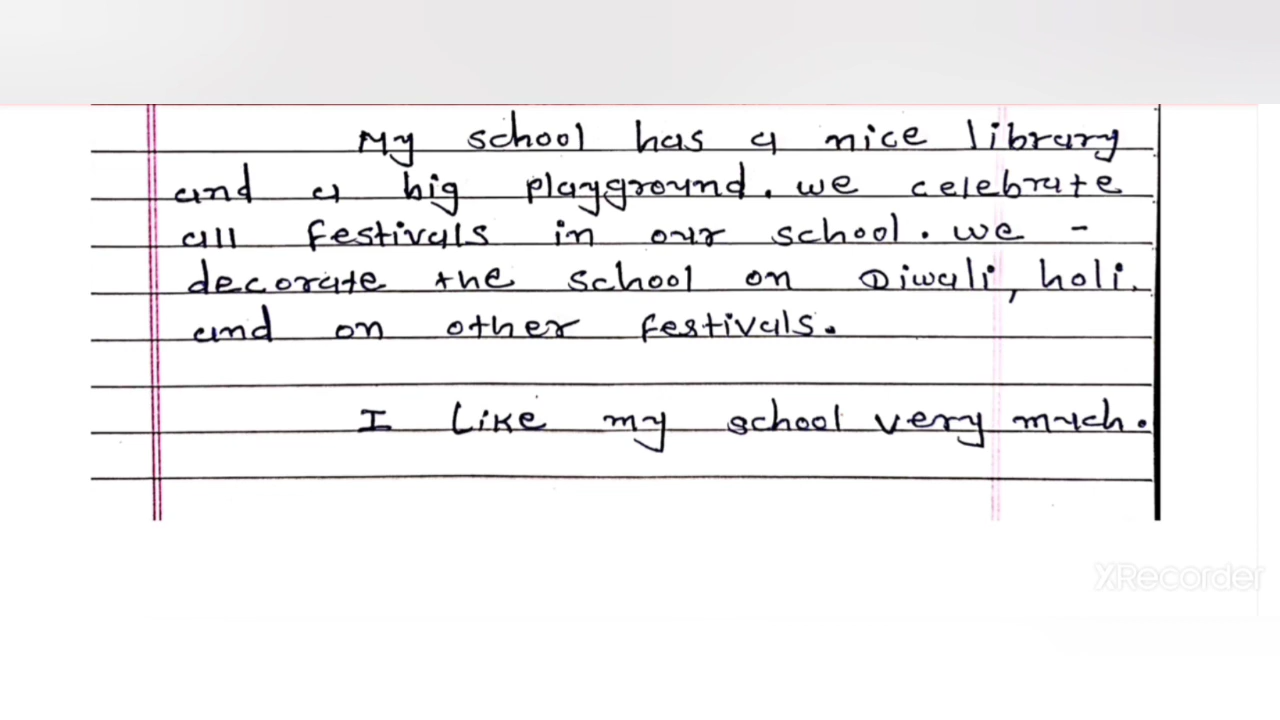 My school has a nice library
and a big playground. we celebrate
all festivals in our school. we -
decorate the school on Diwali, holi.
and on other festivals.
I like my school very much.
XRecorder